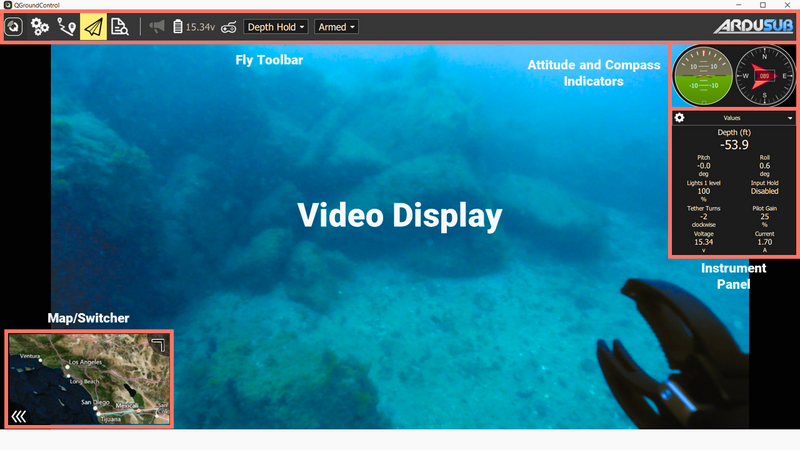 QGroundControl
15.34v
Depth Hold
Armed
ARDUSUB
Fly Toolbar
Attitude and Compass
Indicators
10 10
-10 -10
N
W 089 E
S
Values
Depth (ft)
-53.9
Pitch Roll
-0.0 0.6
deg deg
Lights 1 level Input Hold
100 Disabled
%
Tether Turns Pilot Gain
-2 25
clockwise %
Voltage Current
15.34 1.70
v A
Video Display
Instrument
Panel
Map/Switcher
Ventura
Los Angeles
Long Beach
San Diego
Mexicali
Tijuana